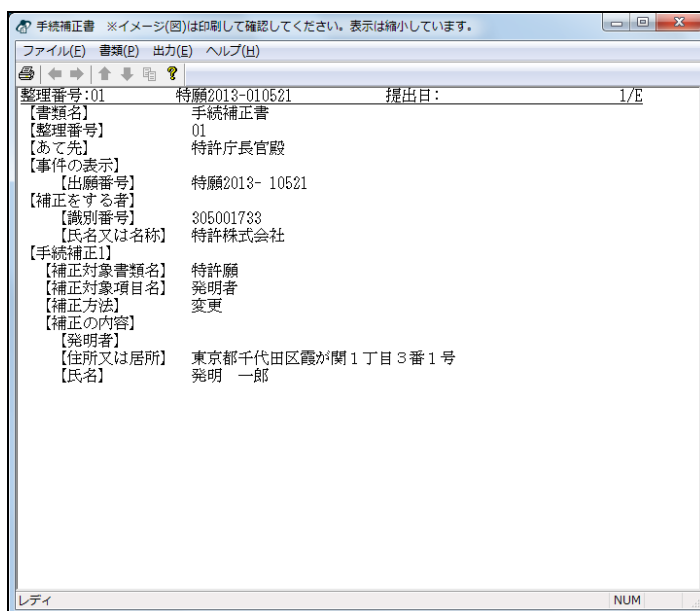 手続補正書　※イメージ(図)は印刷して確認してください。表示は縮小しています。
ファイル(F)　書類(P)　出力(E)　ヘルプ(H)
整理番号:01　特願2013-010521　提出日:　1/E
【書類名】　手続補正書
【整理番号】　01
【あて先】　特許庁長官殿
【事件の表示】
【出願番号】　特願2013- 10521
【補正をする者】
【識別番号】　305001733
【氏名又は名称】　特許株式会社
【手続補正1】
【補正対象書類名】　特許願
【補正対象項目名】　発明者
【補正方法】　変更
【補正の内容】
【発明者】
【住所又は居所】　東京都千代田区霞が関１丁目３番１号
【氏名】　発明　一郎
レディ　NUM